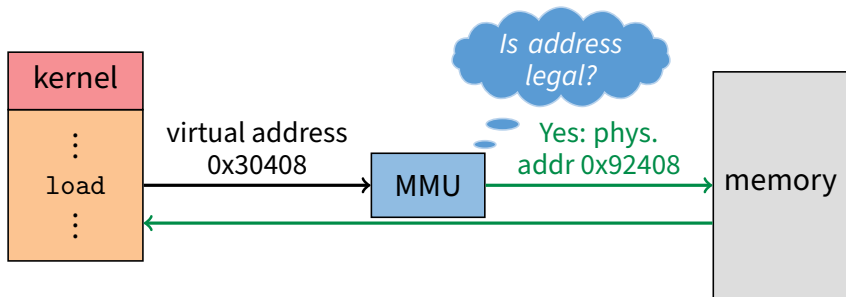 kernel
⋮
load
⋮
virtual address
0x30408
MMU
Is address
legal?
Yes: phys.
addr 0x92408
memory